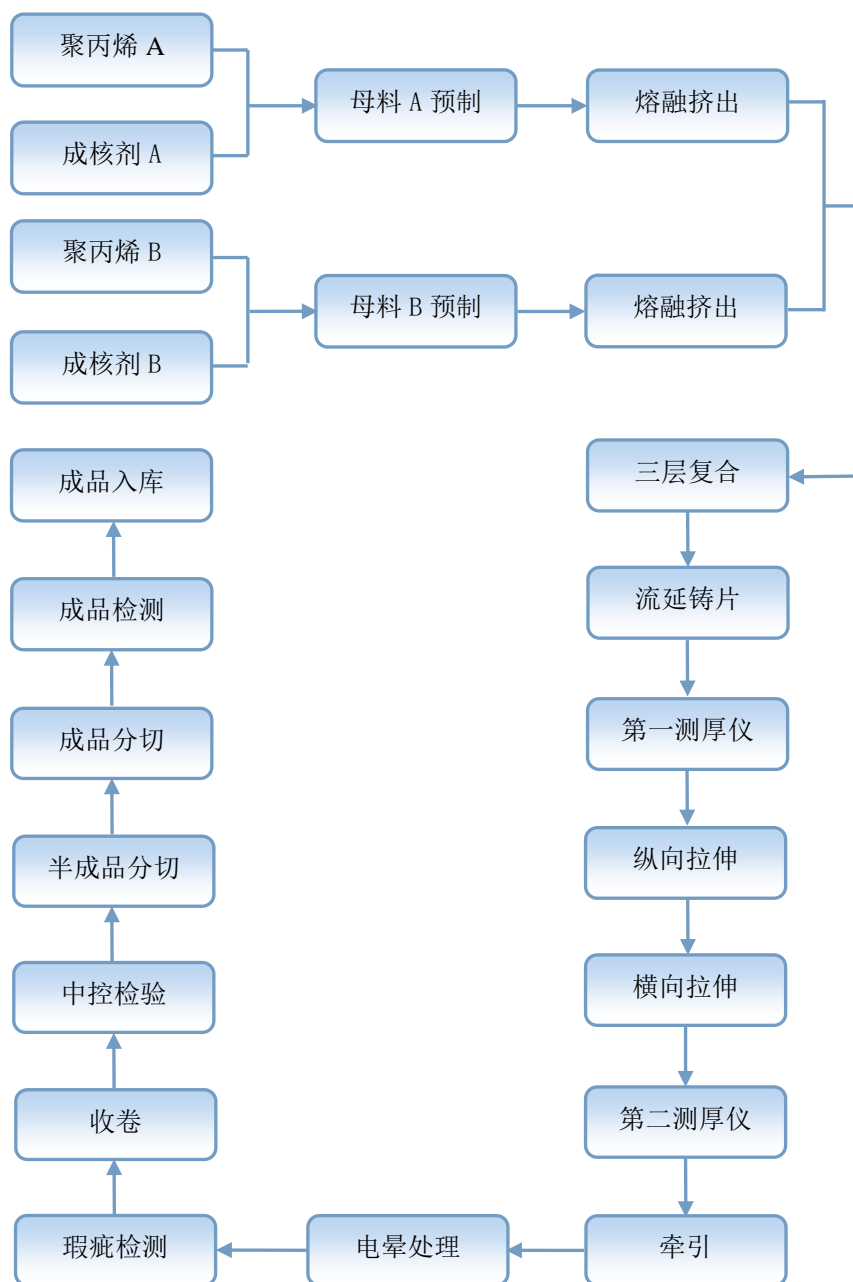 聚丙烯 A
成核剂 A
母料 A 预制
熔融挤出
聚丙烯 B
成核剂 B
母料 B 预制
熔融挤出
三层复合
流延铸片
第一测厚仪
纵向拉伸
横向拉伸
第二测厚仪
牵引
电晕处理
瑕疵检测
收卷
中控检验
半成品分切
成品分切
成品检测
成品入库